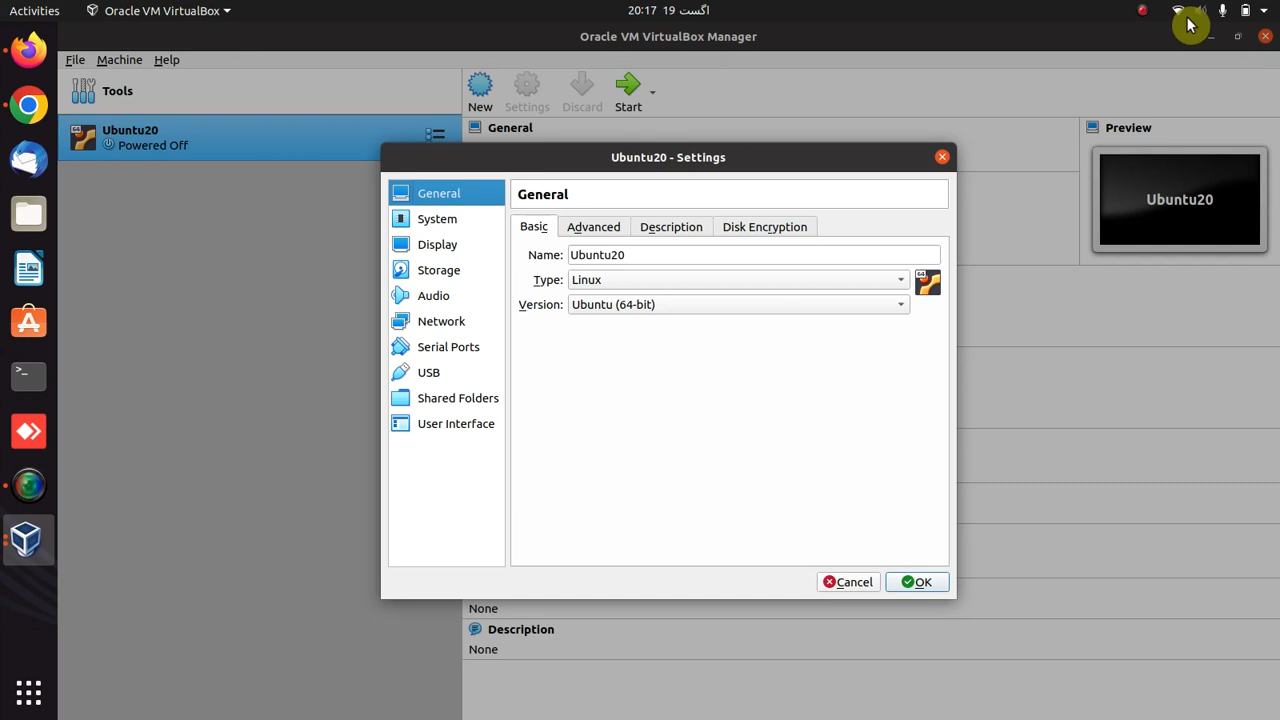 Activities
Oracle VM VirtualBox
20:17 19 اگست
Oracle VM VirtualBox Manager
File Machine Help
Tools
New Settings Discard Start
Ubuntu20
Powered Off
General
Preview
Ubuntu20
Ubuntu20 - Settings
General
System
Display
Storage
Audio
Network
Serial Ports
USB
Shared Folders
User Interface
General
Basic Advanced Description Disk Encryption
Name: Ubuntu20
Type: Linux
Version: Ubuntu (64-bit)
Cancel OK
None
Description
None